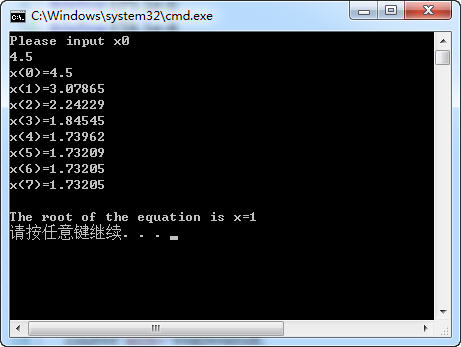 C:\Windows\system32\cmd.exe
Please input x0
4.5
x(0)=4.5
x(1)=3.07865
x(2)=2.24229
x(3)=1.84545
x(4)=1.73962
x(5)=1.73209
x(6)=1.73205
x(7)=1.73205
The root of the equation is x=1
请按任意键继续. . .